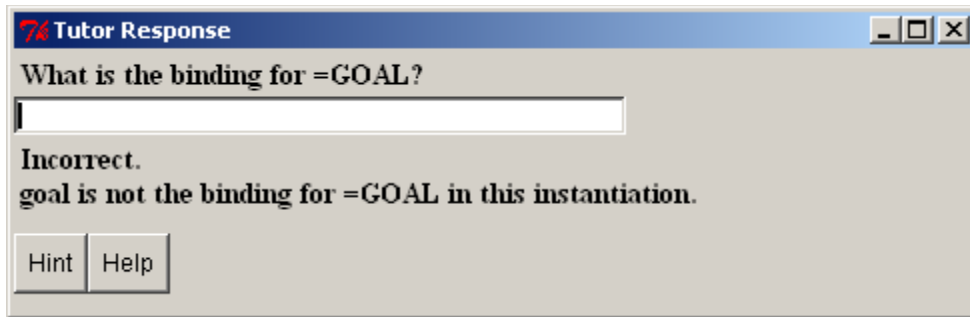 Tutor Response
What is the binding for =GOAL?
Incorrect.
goal is not the binding for =GOAL in this instantiation.
Hint Help